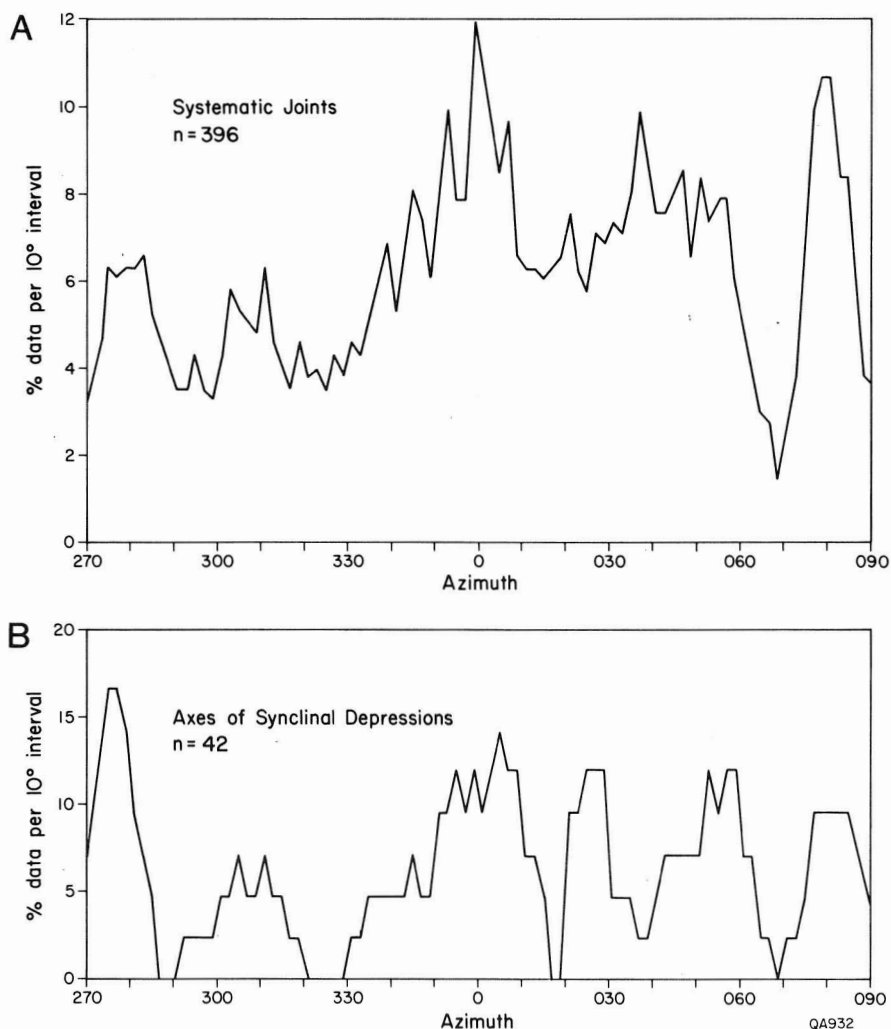 A
12
10
8
6
4
2
0
% data per 10° interval
Systematic Joints
n=396
270
300
330
0
030
060
090
Azimuth
B
20
15
10
5
0
% data per 10° interval
Axes of Synclinal Depressions
n=42
270
300
330
0
030
060
090
Azimuth
QA932